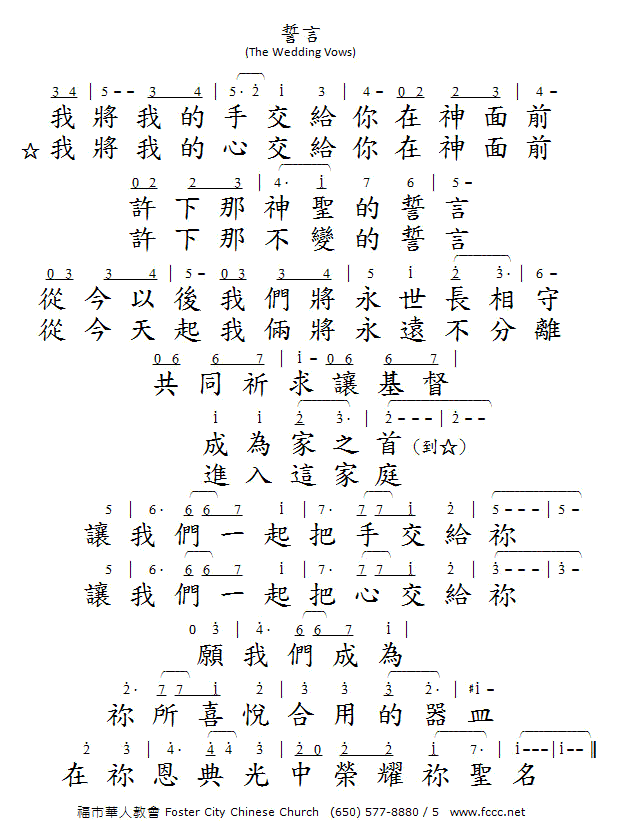 誓言
(The Wedding Vows)
3 4 | 5 - - 3 4 | 5· 2̇ i̇ 3 | 4 - 0 2 2 3 | 4 -
我將我的手交給你在神面前
☆我將我的心交給你在神面前
0 2 2 3 | 4· i̇ 7 6 | 5 -
許下那神聖的誓言
許下那不變的誓言
0 3 3 4 | 5 - 0 3 3 4 | 5 i̇ 2̇ 3̇· | 6 -
從今以後我們將永世長相守
從今天起我倆將永遠不分離
0 6 6 7 | i̇ - 0 6 6 7 |
共同祈求讓基督
i̇ i̇ 2̇ 3̇· | 2̇ - - - | 2̇ - -
成為家之首(到☆)
進入這家庭
5 | 6· 6 6 7 i̇ | 7· 7 7 i̇ 2̇ | 5 - - - | 5 -
讓我們一起把手交給祢
5 | 6· 6 6 7 i̇ | 7· 7 7 i̇ 2̇ | 3̇ - - - | 3̇ -
讓我們一起把心交給祢
0 3̇ | 4̇· 6 6 7 i̇ |
願我們成為
2̇· 7 7 i̇ 2̇ | 3̇ 3̇ 3̇ 2̇· | #i̇ -
祢所喜悅合用的器皿
2̇ 3̇ | 4̇· 4̇ 4̇ 3̇ | 2̇ 0 2̇ 2̇ i̇ 7· | i̇ - - - | i̇ - - ‖
在祢恩典光中榮耀祢聖名
福市華人教會 Foster City Chinese Church (650) 577-8880 / 5 www.fccc.net